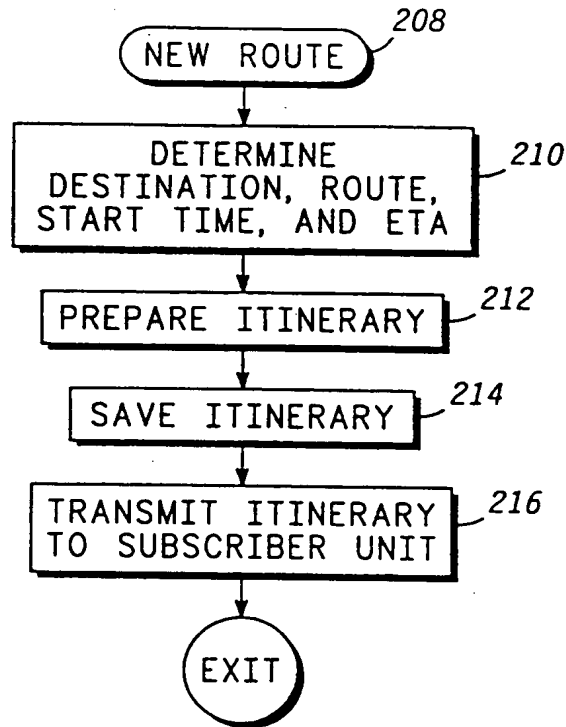 NEW ROUTE
208
DETERMINE
DESTINATION, ROUTE,
START TIME, AND ETA
210
PREPARE ITINERARY
212
SAVE ITINERARY
214
TRANSMIT ITINERARY
TO SUBSCRIBER UNIT
216
EXIT